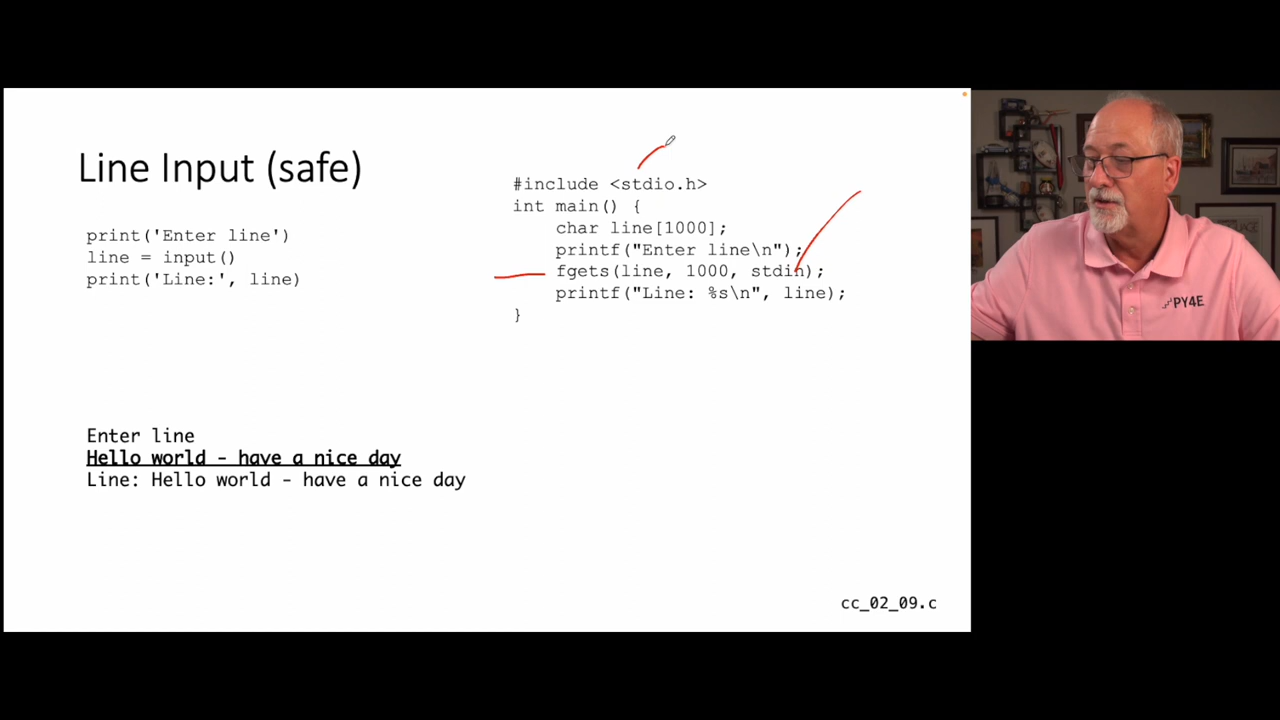 Line Input (safe)
print('Enter line')
line = input()
print('Line:', line)
#include <stdio.h>
int main() {
    char line[1000];
    printf("Enter line\n");
    fgets(line, 1000, stdin);
    printf("Line: %s\n", line);
}
Enter line
Hello world - have a nice day
Line: Hello world - have a nice day
cc_02_09.c
PY4E